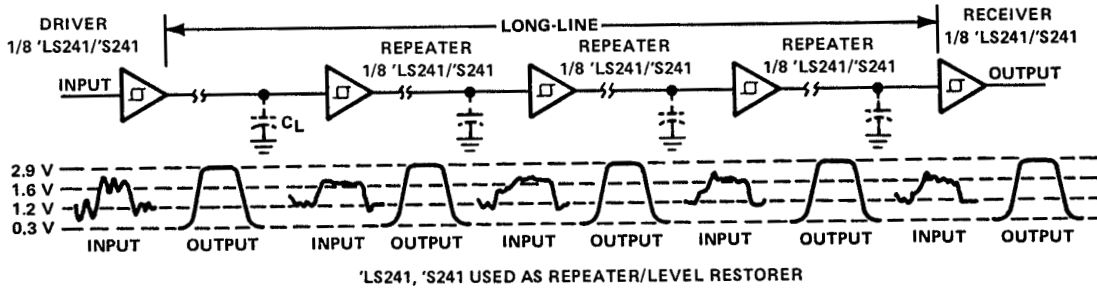 DRIVER
1/8 'LS241/'S241
LONG-LINE
RECEIVER
1/8 'LS241/'S241
REPEATER
1/8 'LS241/'S241
REPEATER
1/8 'LS241/'S241
REPEATER
1/8 'LS241/'S241
INPUT
OUTPUT
CL
2.9 V
1.6 V
1.2 V
0.3 V
INPUT OUTPUT INPUT OUTPUT INPUT OUTPUT INPUT OUTPUT INPUT OUTPUT
'LS241, 'S241 USED AS REPEATER/LEVEL RESTORER